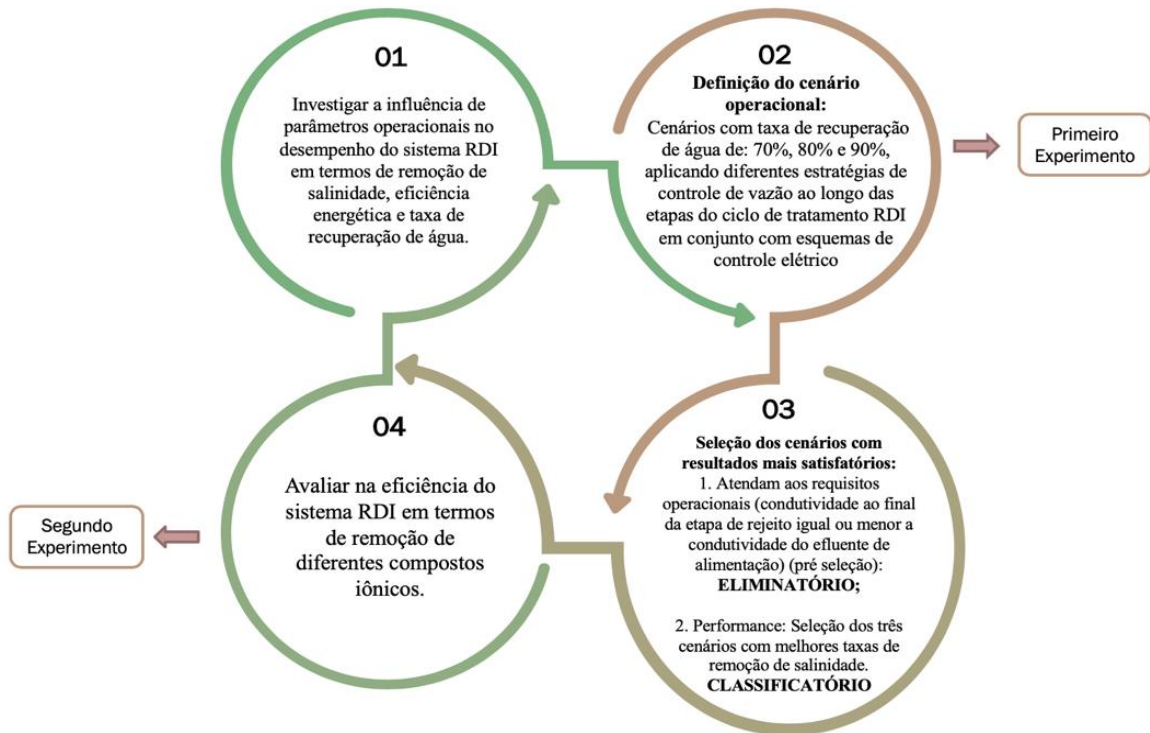 01
Investigar a influência de
parâmetros operacionais no
desempenho do sistema RDI
em termos de remoção de
salinidade, eficiência
energética e taxa de
recuperação de água.
02
Definição do cenário
operacional:
Cenários com taxa de recuperação
de água de: 70%, 80% e 90%,
aplicando diferentes estratégias de
controle de vazão ao longo das
etapas do ciclo de tratamento RDI
em conjunto com esquemas de
controle elétrico
Primeiro
Experimento
03
Seleção dos cenários com
resultados mais satisfatórios:
1. Atendam aos requisitos
operacionais (condutividade ao final
da etapa de rejeito igual ou menor a
condutividade do efluente de
alimentação) (pré seleção):
ELIMINATÓRIO;
2. Performance: Seleção dos três
cenários com melhores taxas de
remoção de salinidade.
CLASSIFICATÓRIO
04
Avaliar na eficiência do
sistema RDI em termos
de remoção de
diferentes compostos
iônicos.
Segundo
Experimento